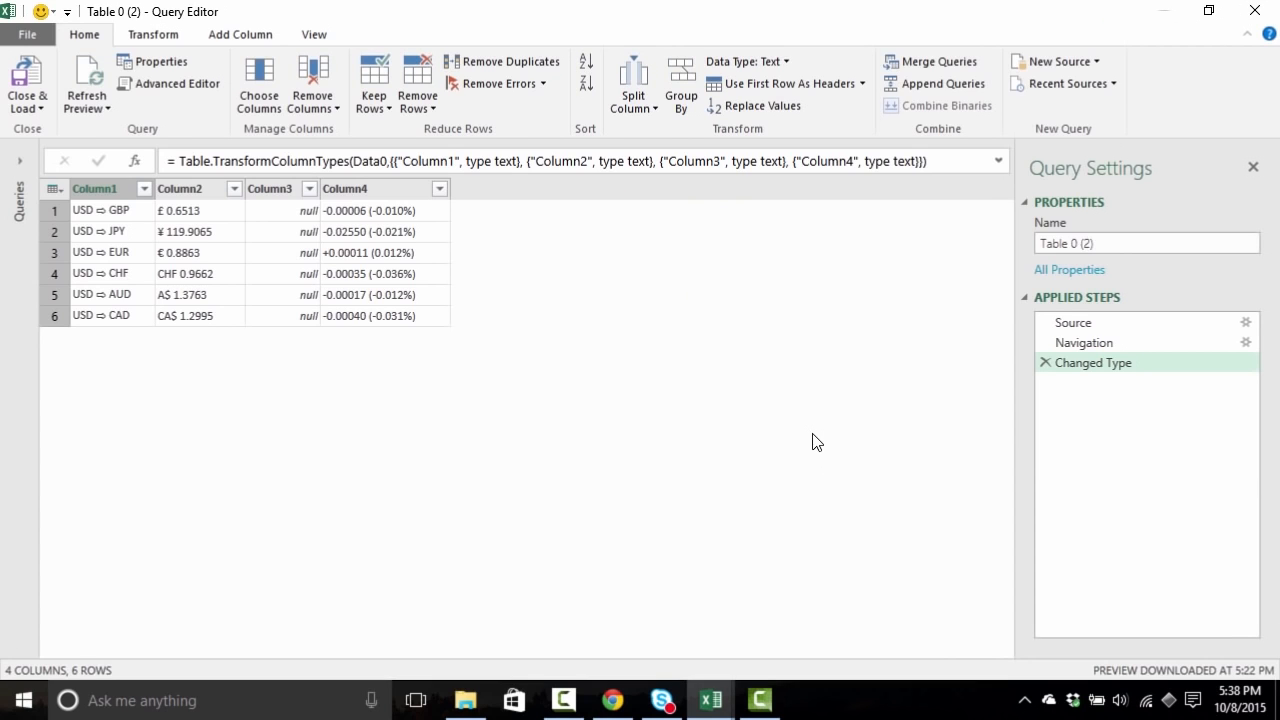 Table 0 (2) - Query Editor
File Home Transform Add Column View
Close & Load
Close
Refresh Preview
Properties
Advanced Editor
Query
Choose Columns
Remove Columns
Manage Columns
Keep Rows
Remove Rows
Remove Duplicates
Remove Errors
Reduce Rows
Sort
Split Column
Group By
Data Type: Text
Use First Row As Headers
Replace Values
Transform
Merge Queries
Append Queries
Combine Binaries
Combine
New Source
Recent Sources
New Query
Queries
fx = Table.TransformColumnTypes(Data0,{{"Column1", type text}, {"Column2", type text}, {"Column3", type text}, {"Column4", type text}})
Column1 Column2 Column3 Column4
1 USD ⇨ GBP £ 0.6513 null -0.00006 (-0.010%)
2 USD ⇨ JPY ¥ 119.9065 null -0.02550 (-0.021%)
3 USD ⇨ EUR € 0.8863 null +0.00011 (0.012%)
4 USD ⇨ CHF CHF 0.9662 null -0.00035 (-0.036%)
5 USD ⇨ AUD A$ 1.3763 null -0.00017 (-0.012%)
6 USD ⇨ CAD CA$ 1.2995 null -0.00040 (-0.031%)
Query Settings
PROPERTIES
Name
Table 0 (2)
All Properties
APPLIED STEPS
Source
Navigation
Changed Type
4 COLUMNS, 6 ROWS
PREVIEW DOWNLOADED AT 5:22 PM
Ask me anything
5:38 PM
10/8/2015